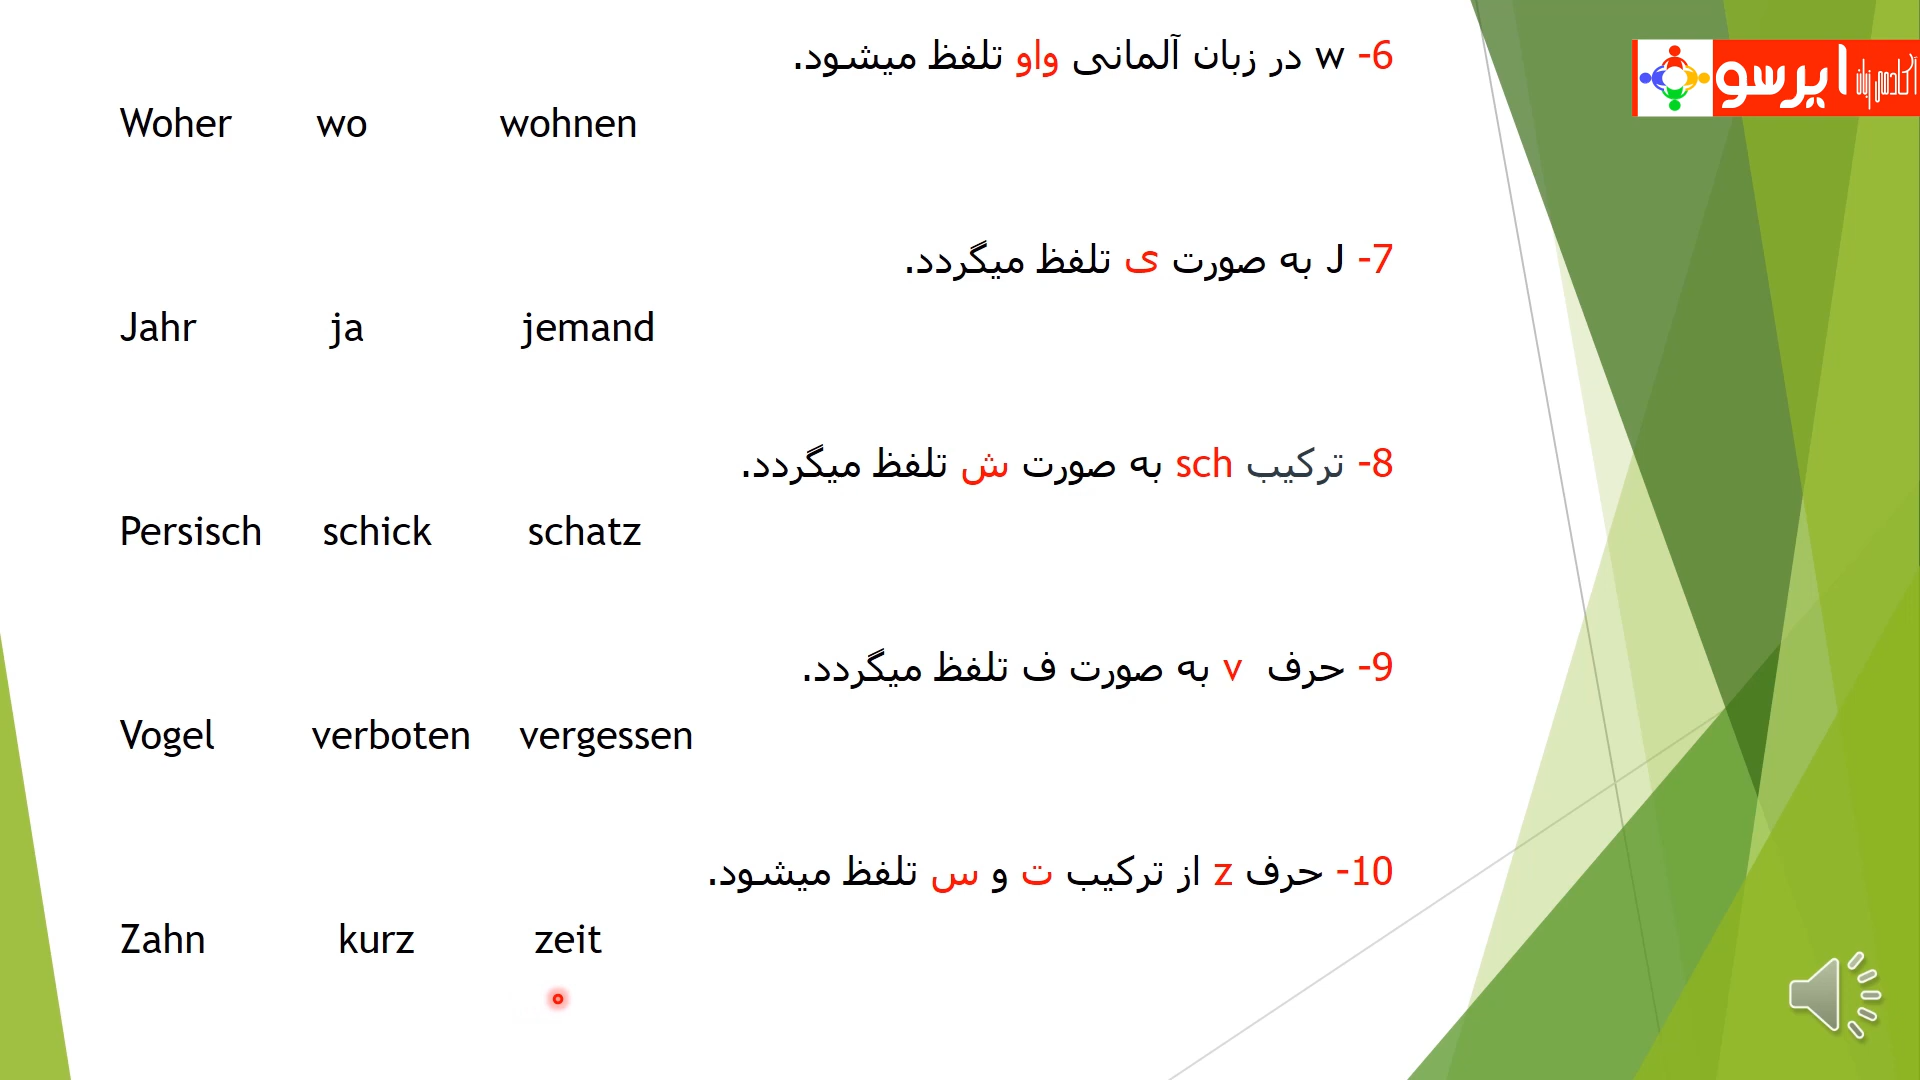 6- w در زبان آلمانی واو تلفظ میشود.
Woher wo wohnen
7- J به صورت ی تلفظ میگردد.
Jahr ja jemand
8- ترکیب sch به صورت ش تلفظ میگردد.
Persisch schick schatz
9- حرف v به صورت ف تلفظ میگردد.
Vogel verboten vergessen
10- حرف z از ترکیب ت و س تلفظ میشود.
Zahn kurz zeit
آکادمی زبان ایرسو